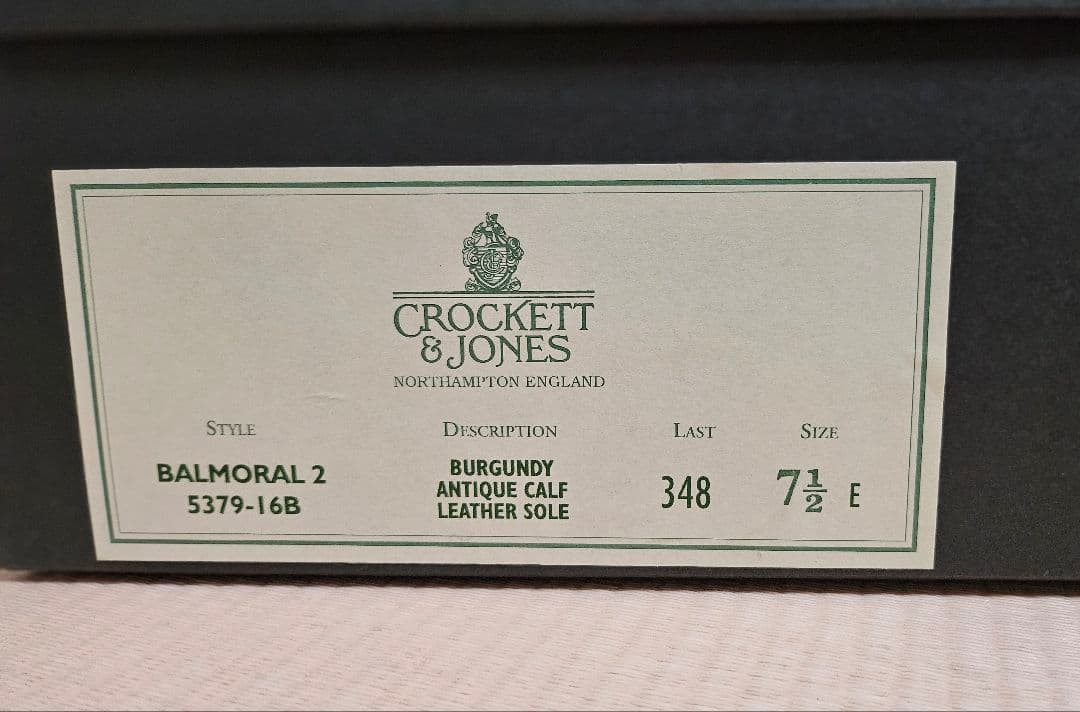 CROCKETT
& JONES
NORTHAMPTON ENGLAND
STYLE DESCRIPTION LAST SIZE
BALMORAL 2
5379-16B
BURGUNDY
ANTIQUE CALF
LEATHER SOLE
348
7½ E